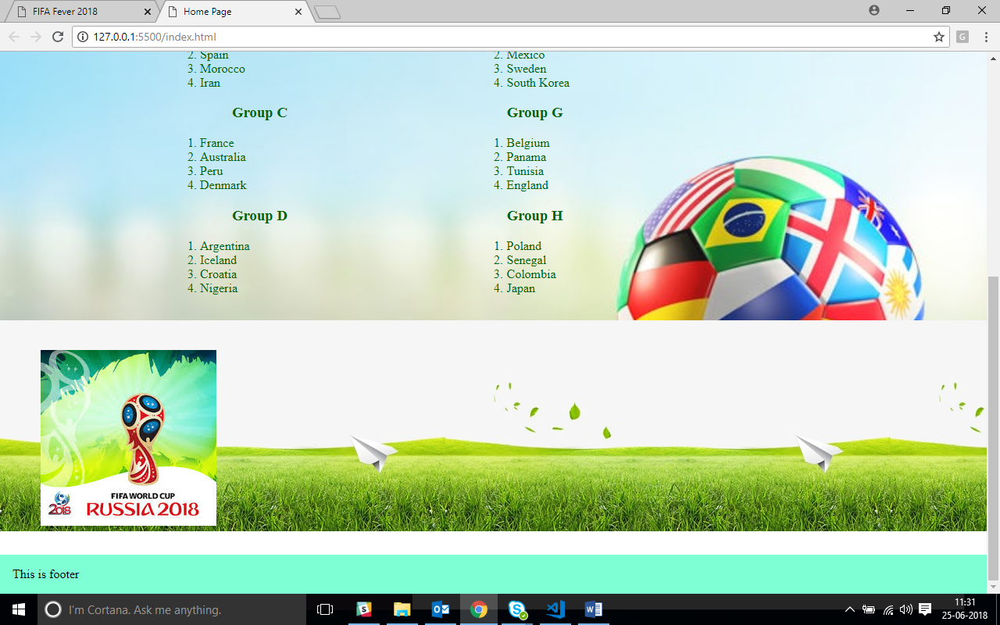 FIFA Fever 2018
Home Page
127.0.0.1:5500/index.html
G
2. Spain
3. Morocco
4. Iran
Group C
1. France
2. Australia
3. Peru
4. Denmark
Group D
1. Argentina
2. Iceland
3. Croatia
4. Nigeria
2. Mexico
3. Sweden
4. South Korea
Group G
1. Belgium
2. Panama
3. Tunisia
4. England
Group H
1. Poland
2. Senegal
3. Colombia
4. Japan
FIFA WORLD CUP
2018 RUSSIA 2018
This is footer
I'm Cortana. Ask me anything.
11:31
25-06-2018